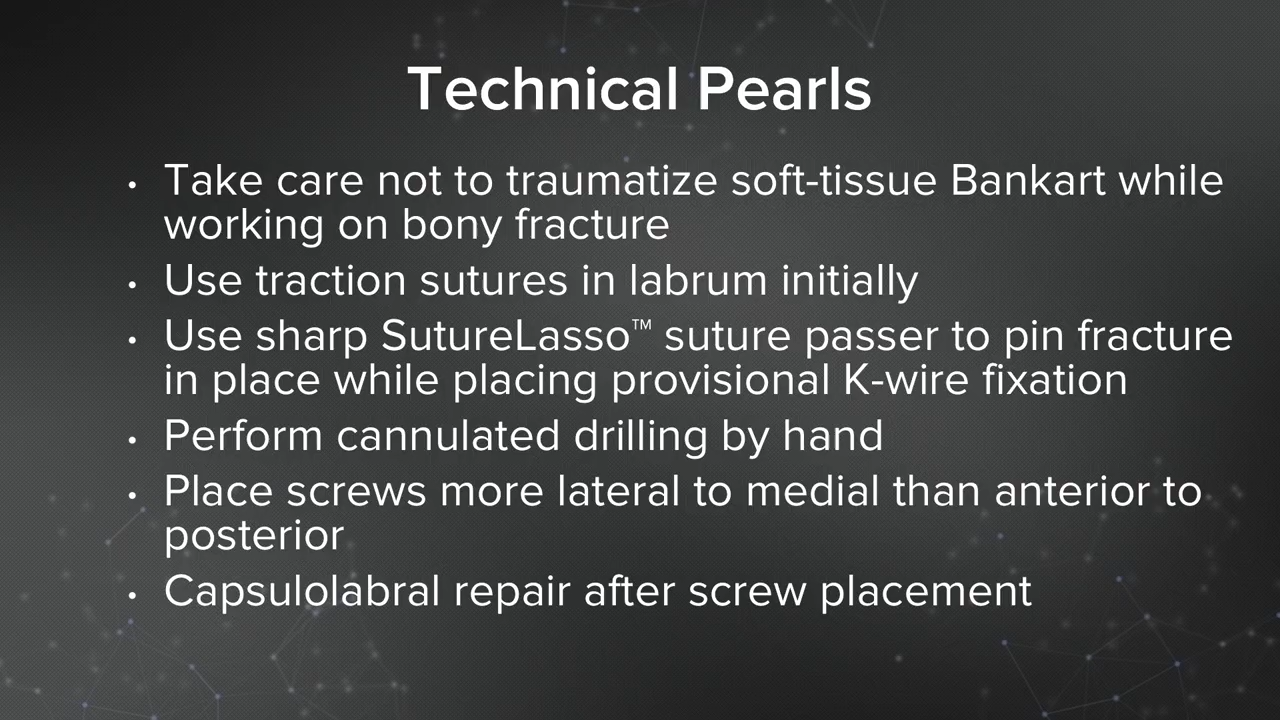 Technical Pearls
• Take care not to traumatize soft-tissue Bankart while
working on bony fracture
• Use traction sutures in labrum initially
• Use sharp SutureLasso™ suture passer to pin fracture
in place while placing provisional K-wire fixation
• Perform cannulated drilling by hand
• Place screws more lateral to medial than anterior to
posterior
• Capsulolabral repair after screw placement